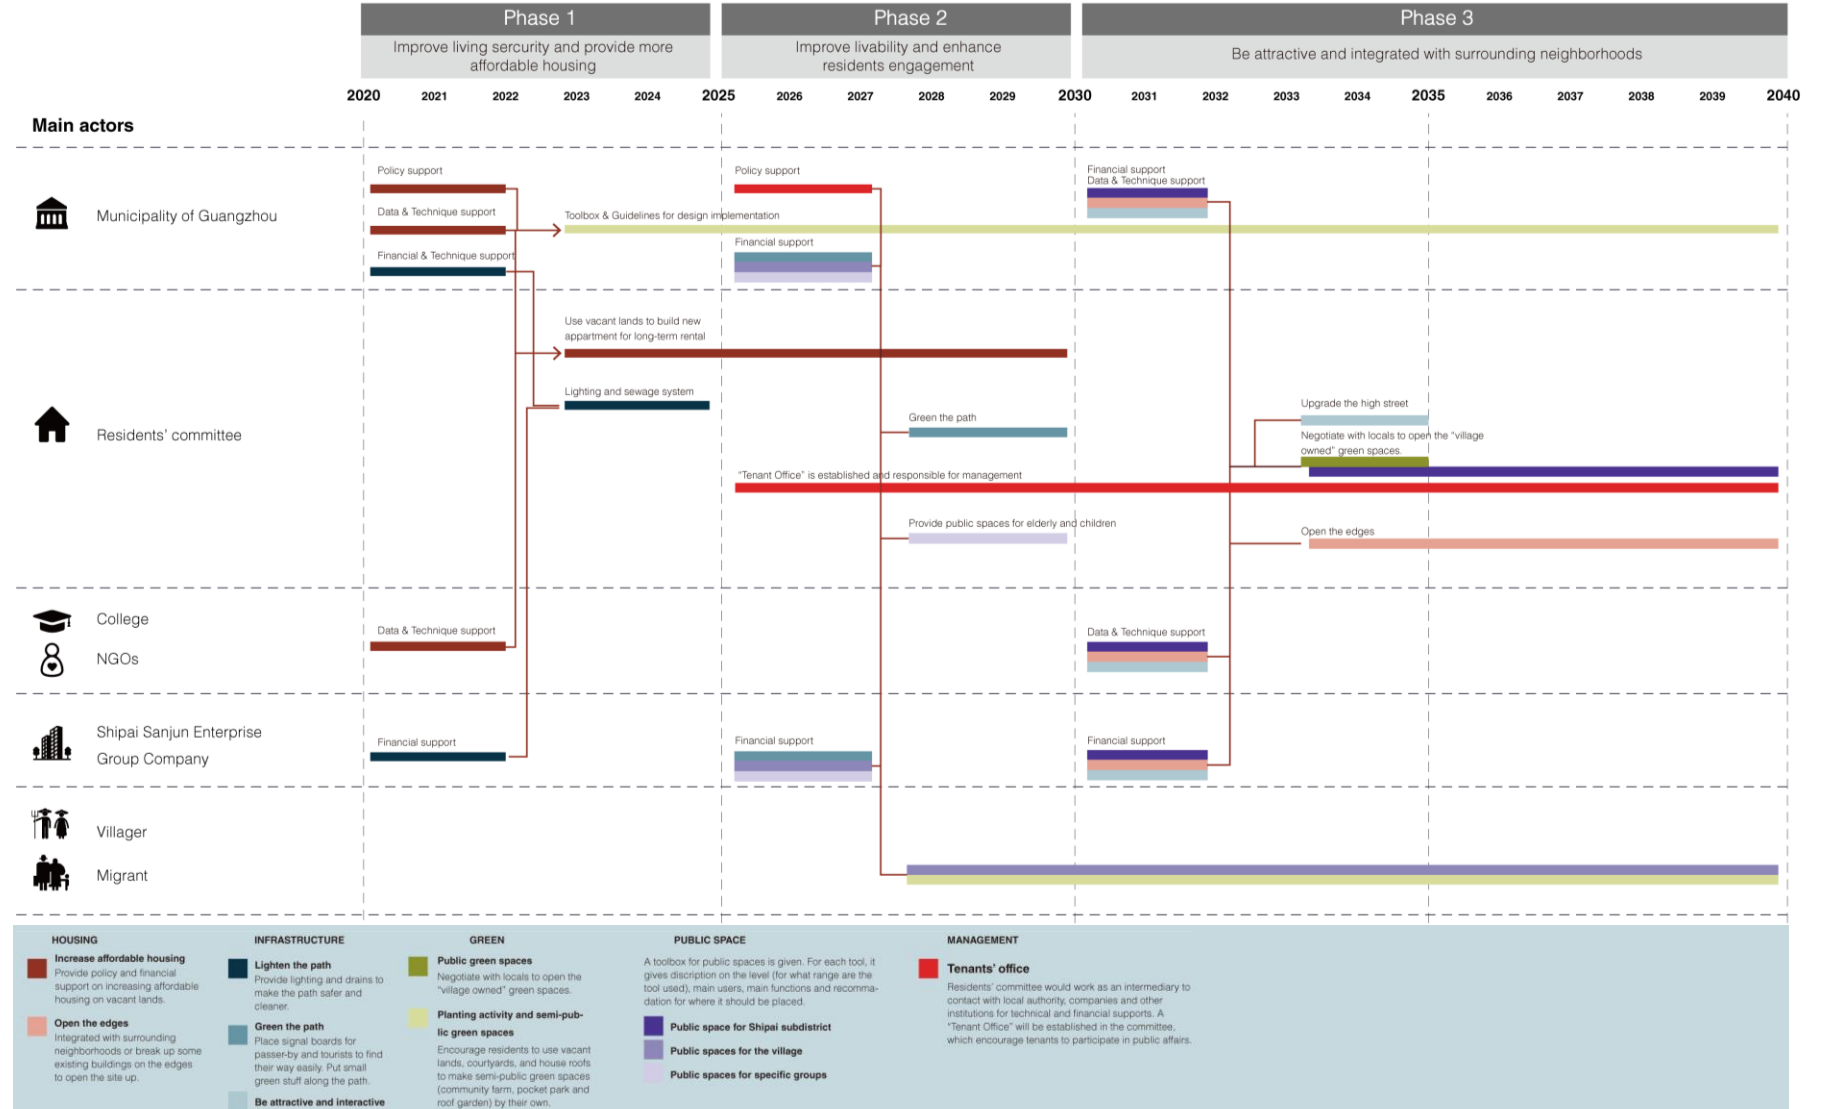 Phase 1
Phase 2
Phase 3
Improve living sercurity and provide more
affordable housing
Improve livability and enhance
residents engagement
Be attractive and integrated with surrounding neighborhoods
2020 2021 2022 2023 2024 2025 2026 2027 2028 2029 2030 2031 2032 2033 2034 2035 2036 2037 2038 2039 2040
Main actors
Municipality of Guangzhou
Policy support
Data & Technique support
Financial & Technique support
Toolbox & Guidelines for design implementation
Policy support
Financial support
Financial support
Data & Technique support
Residents' committee
Use vacant lands to build new
appartment for long-term rental
Lighting and sewage system
Green the path
"Tenant Office" is established and responsible for management
Provide public spaces for elderly and children
Upgrade the high street
Negotiate with locals to open the "village
owned" green spaces.
Open the edges
College
NGOs
Data & Technique support
Data & Technique support
Shipai Sanjun Enterprise
Group Company
Financial support
Financial support
Financial support
Villager
Migrant
HOUSING
Increase affordable housing
Provide policy and financial
support on increasing affordable
housing on vacant lands.
Open the edges
Integrated with surrounding
neighborhoods or break up some
existing buildings on the edges
to open the site up.
INFRASTRUCTURE
Lighten the path
Provide lighting and drains to
make the path safer and
cleaner.
Green the path
Place signal boards for
passer-by and tourists to find
their way easily. Put small
green stuff along the path.
Be attractive and interactive
GREEN
Public green spaces
Negotiate with locals to open the
"village owned" green spaces.
Planting activity and semi-pub-
lic green spaces
Encourage residents to use vacant
lands, courtyards, and house roofs
to make semi-public green spaces
(community farm, pocket park and
roof garden) by their own.
PUBLIC SPACE
A toolbox for public spaces is given. For each tool, it
gives discription on the level (for what range are the
tool used), main users, main functions and recomma-
dation for where it should be placed.
Public space for Shipai subdistrict
Public spaces for the village
Public spaces for specific groups
MANAGEMENT
Tenants' office
Residents' committee would work as an intermediary to
contact with local authority, companies and other
institutions for technical and financial supports. A
"Tenant Office" will be established in the committee,
which encourage tenants to participate in public affairs.